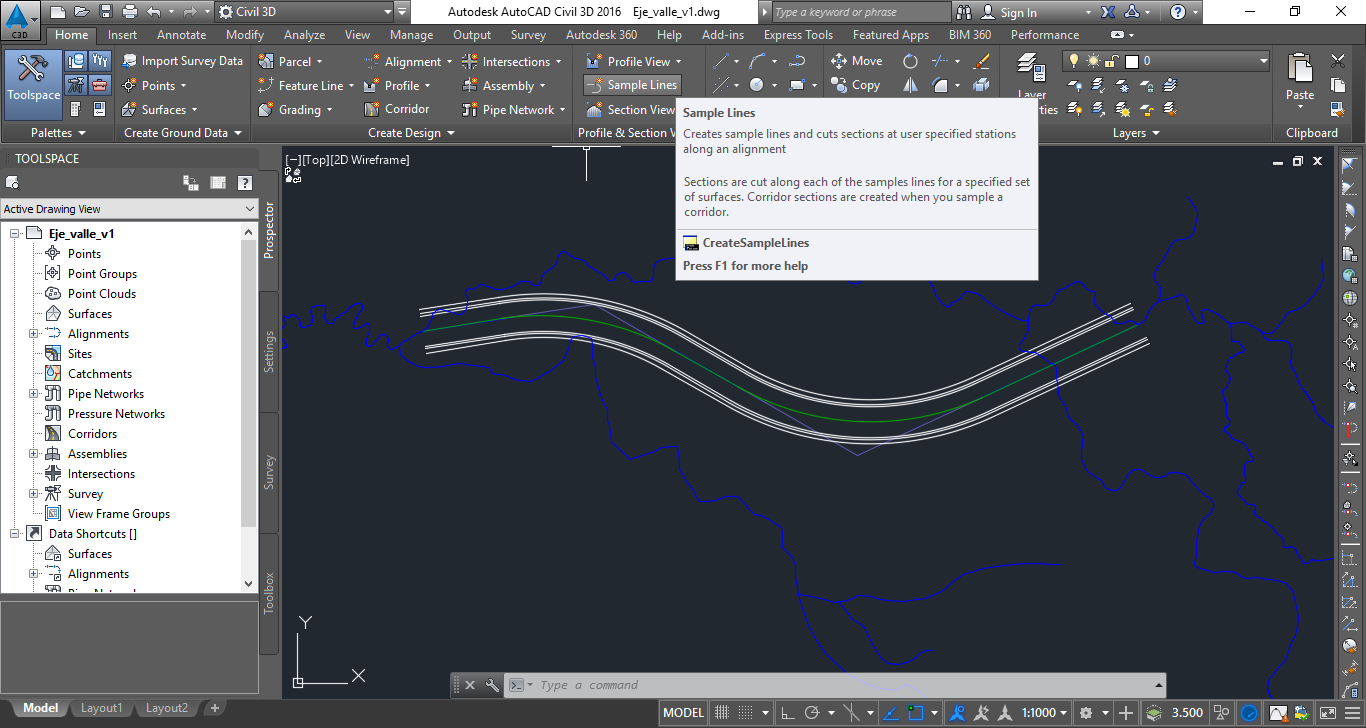 C3D
Civil 3D
Autodesk AutoCAD Civil 3D 2016 Eje_valle_v1.dwg
Type a keyword or phrase
Sign In
Home Insert Annotate Modify Analyze View Manage Output Survey Autodesk 360 Help Add-ins Express Tools Featured Apps BIM 360 Performance
Toolspace
Import Survey Data
Points
Surfaces
Parcel
Feature Line
Grading
Alignment
Profile
Corridor
Intersections
Assembly
Pipe Network
Profile View
Sample Lines
Section View
Move
Copy
Layer
0
Paste
Palettes
Create Ground Data
Create Design
Profile & Section V
Layers
Clipboard
Sample Lines
Creates sample lines and cuts sections at user specified stations
along an alignment
Sections are cut along each of the samples lines for a specified set
of surfaces. Corridor sections are created when you sample a
corridor.
CreateSampleLines
Press F1 for more help
TOOLSPACE
Active Drawing View
Eje_valle_v1
Points
Point Groups
Point Clouds
Surfaces
Alignments
Sites
Catchments
Pipe Networks
Pressure Networks
Corridors
Assemblies
Intersections
Survey
View Frame Groups
Data Shortcuts []
Surfaces
Alignments
Prospector
Settings
Survey
Toolbox
[−][Top][2D Wireframe]
Y
X
Type a command
Model Layout1 Layout2 +
MODEL
1:1000
3.500